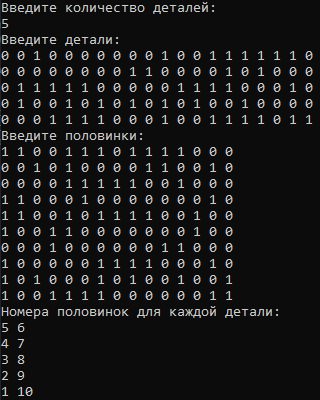 Введите количество деталей:
5
Введите детали:
0 0 1 0 0 0 0 0 0 0 1 0 0 1 1 1 1 1 1 0
0 0 0 0 0 0 0 0 1 1 0 0 0 0 1 0 1 0 0 0
0 1 1 1 1 1 0 0 0 0 0 1 1 1 1 0 0 0 1 0
0 1 0 0 1 0 1 0 1 0 1 0 1 0 0 1 0 0 0 0
0 0 0 1 1 1 1 0 0 0 1 0 0 1 1 1 1 0 1 1
Введите половинки:
1 1 0 0 1 1 1 0 1 1 1 1 0 0 0
0 0 1 0 1 0 0 0 0 1 1 0 0 1 0
0 0 0 0 1 1 1 1 1 0 0 1 0 0 0
1 1 0 0 0 1 0 0 0 0 0 0 0 1 0
1 1 0 0 1 0 1 1 1 1 0 0 1 0 0
1 0 0 1 1 0 0 0 0 0 0 0 1 0 0
0 0 0 1 0 0 0 0 0 0 1 1 0 0 0
1 0 0 0 0 0 1 1 1 1 0 0 0 1 0
1 0 1 0 0 0 1 0 1 0 0 1 0 0 1
1 0 0 1 1 1 1 0 0 0 0 0 0 1 1
Номера половинок для каждой детали:
5 6
4 7
3 8
2 9
1 10